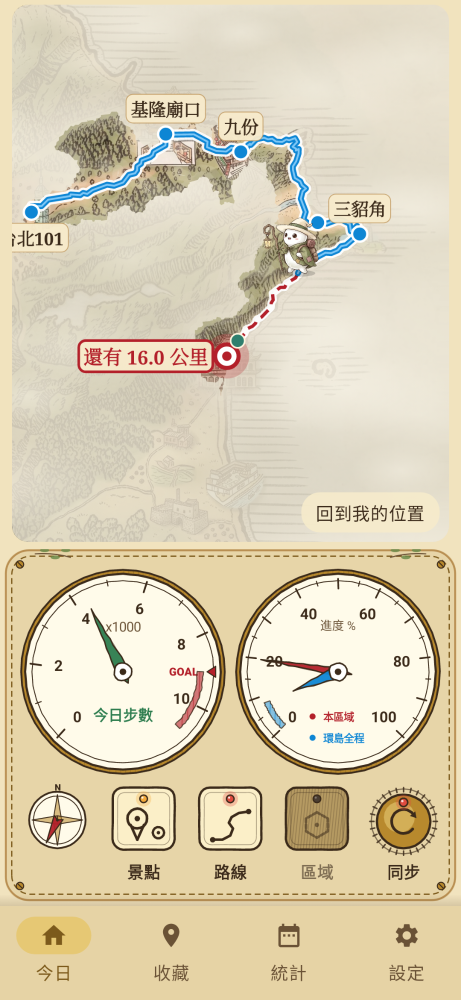 基隆廟口
九份
三貂角
北101
還有 16.0 公里
回到我的位置
0
2
4
6
8
10
x1000
GOAL
今日步數
0
20
40
60
80
100
進度 %
本區域
環島全程
N
景點
路線
區域
同步
今日
收藏
統計
設定